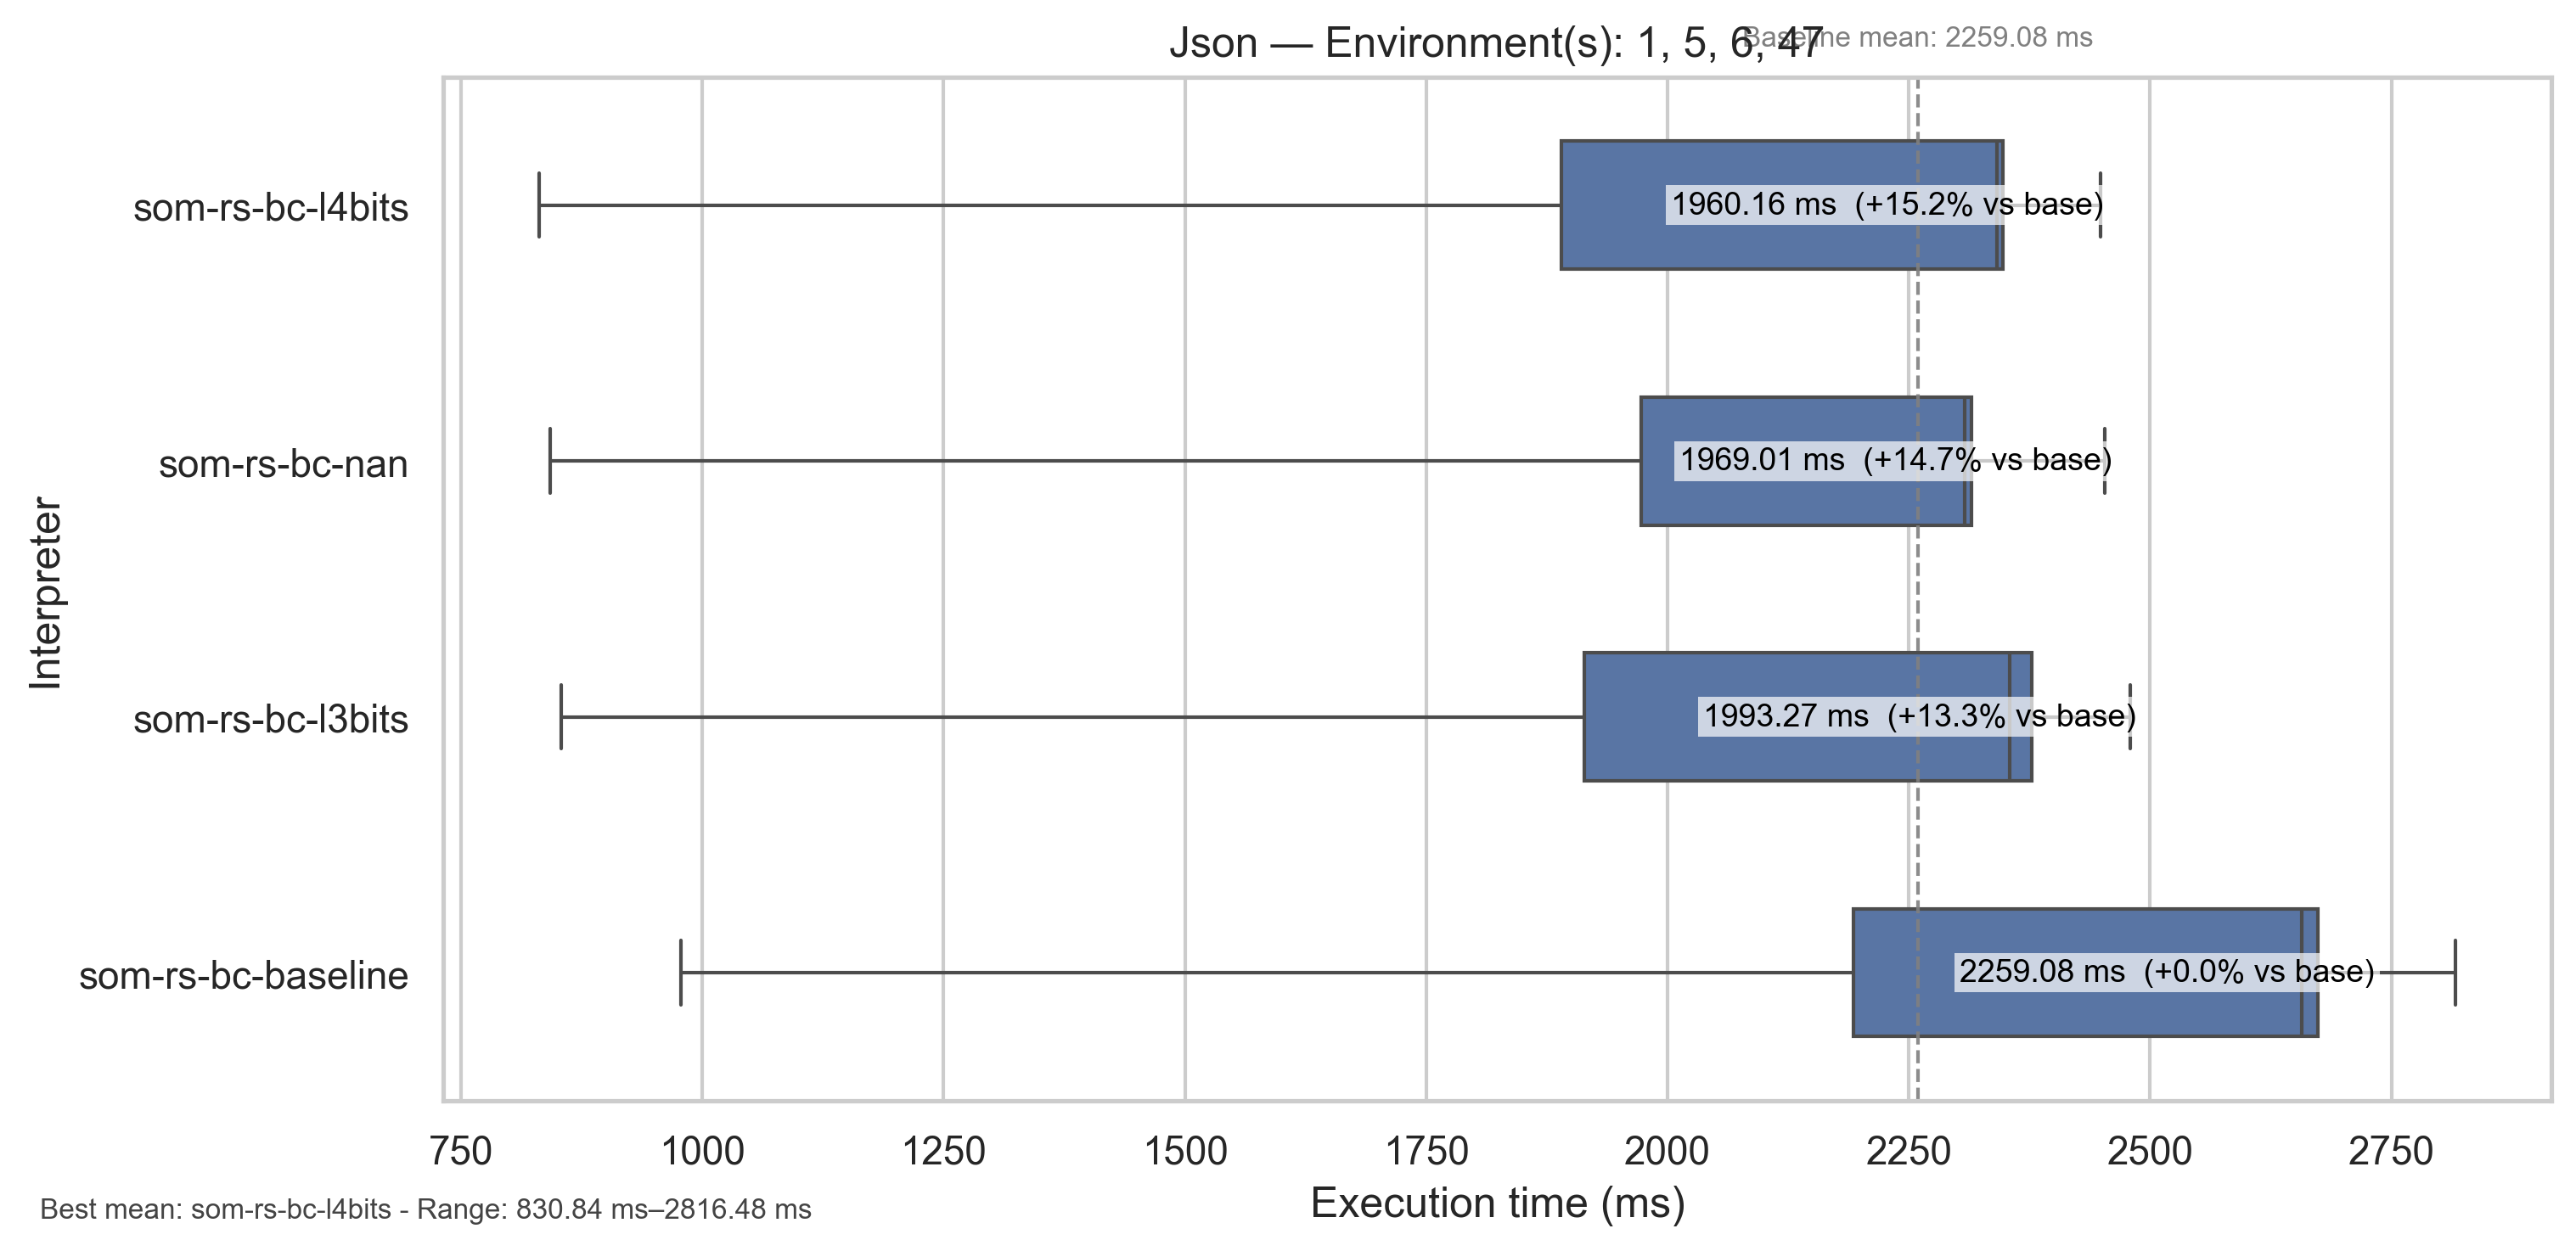 Json — Environment(s): 1, 5, 6, 47
Baseline mean: 2259.08 ms
Interpreter
som-rs-bc-l4bits
1960.16 ms (+15.2% vs base)
som-rs-bc-nan
1969.01 ms (+14.7% vs base)
som-rs-bc-l3bits
1993.27 ms (+13.3% vs base)
som-rs-bc-baseline
2259.08 ms (+0.0% vs base)
750 1000 1250 1500 1750 2000 2250 2500 2750
Execution time (ms)
Best mean: som-rs-bc-l4bits - Range: 830.84 ms–2816.48 ms